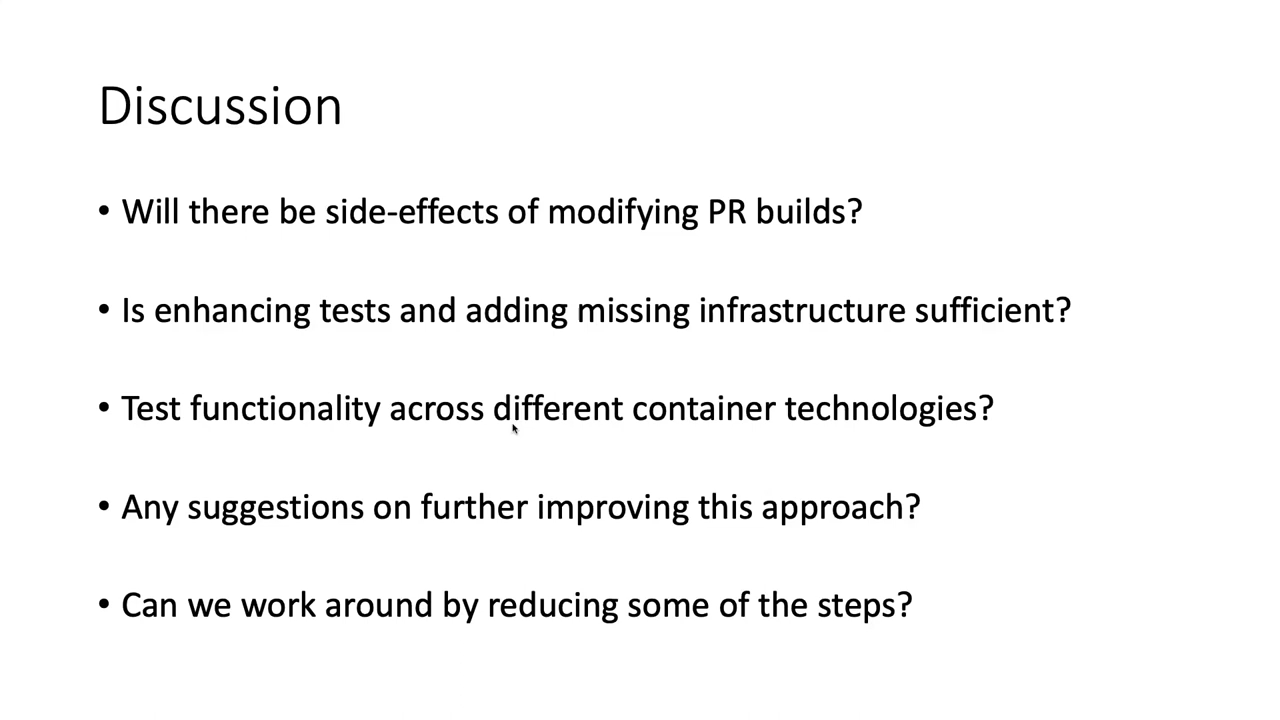 Discussion
• Will there be side-effects of modifying PR builds?
• Is enhancing tests and adding missing infrastructure sufficient?
• Test functionality across different container technologies?
• Any suggestions on further improving this approach?
• Can we work around by reducing some of the steps?